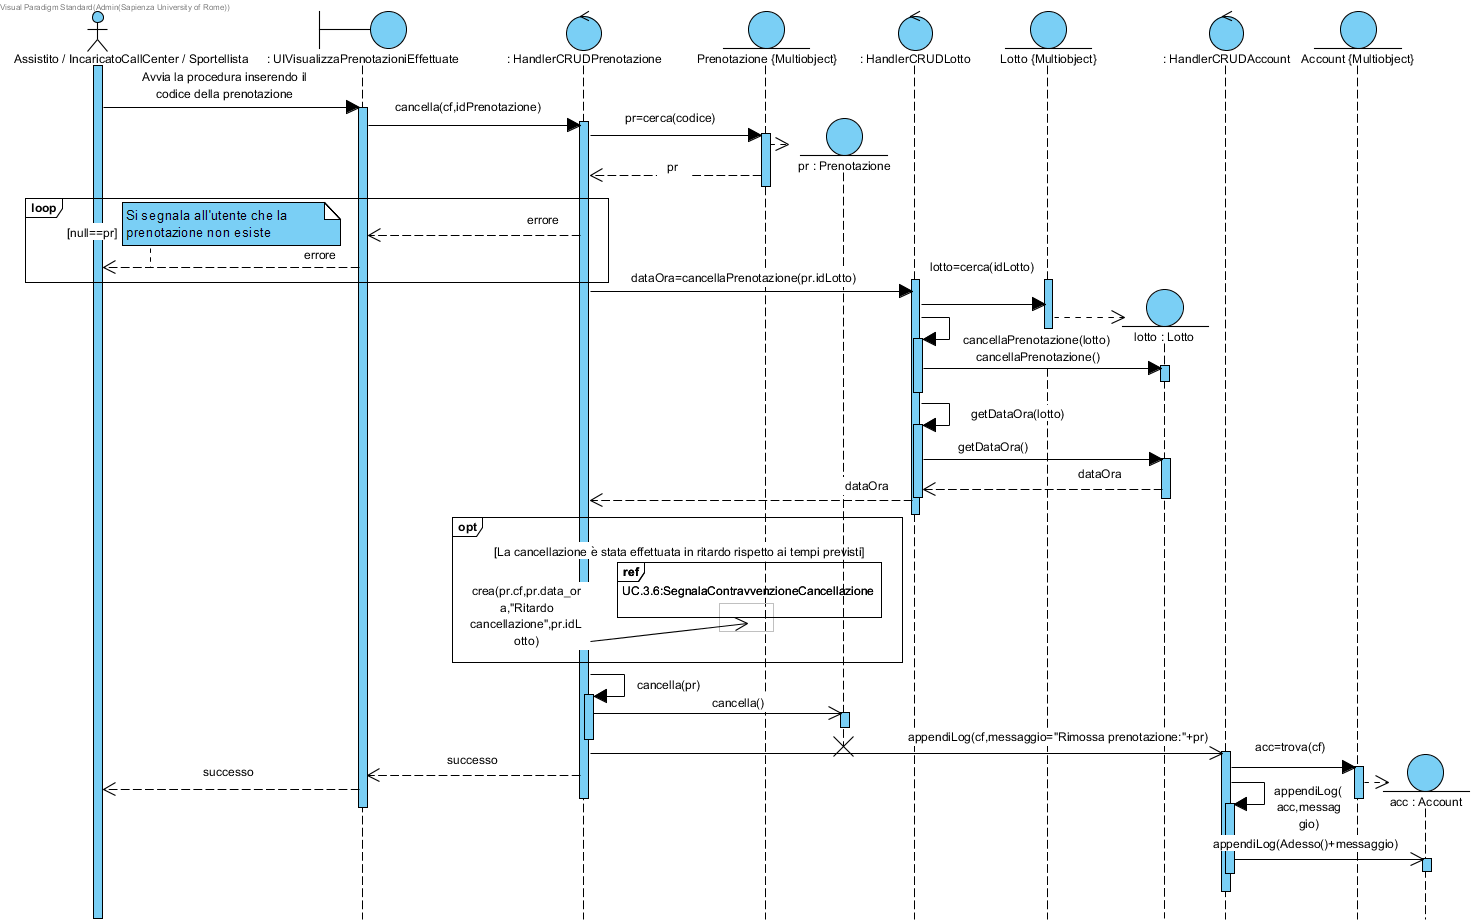 Visual Paradigm Standard(Admin(Sapienza University of Rome))
Assistito / IncaricatoCallCenter / Sportellista
: UIVisualizzaPrenotazioniEffettuate
: HandlerCRUDPrenotazione
Prenotazione {Multiobject}
: HandlerCRUDLotto
Lotto {Multiobject}
: HandlerCRUDAccount
Account {Multiobject}
Avvia la procedura inserendo il
codice della prenotazione
cancella(cf,idPrenotazione)
pr=cerca(codice)
pr : Prenotazione
pr
loop
[null==pr]
Si segnala all'utente che la
prenotazione non esiste
errore
errore
dataOra=cancellaPrenotazione(pr.idLotto)
lotto=cerca(idLotto)
lotto : Lotto
cancellaPrenotazione(lotto)
cancellaPrenotazione()
getDataOra(lotto)
getDataOra()
dataOra
dataOra
opt
[La cancellazione è stata effettuata in ritardo rispetto ai tempi previsti]
ref
UC.3.6:SegnalaContravvenzioneCancellazione
crea(pr.cf,pr.data_or
a,"Ritardo
cancellazione",pr.idL
otto)
cancella(pr)
cancella()
appendiLog(cf,messaggio="Rimossa prenotazione:"+pr)
acc=trova(cf)
successo
successo
acc : Account
appendiLog(
acc,messag
gio)
appendiLog(Adesso()+messaggio)